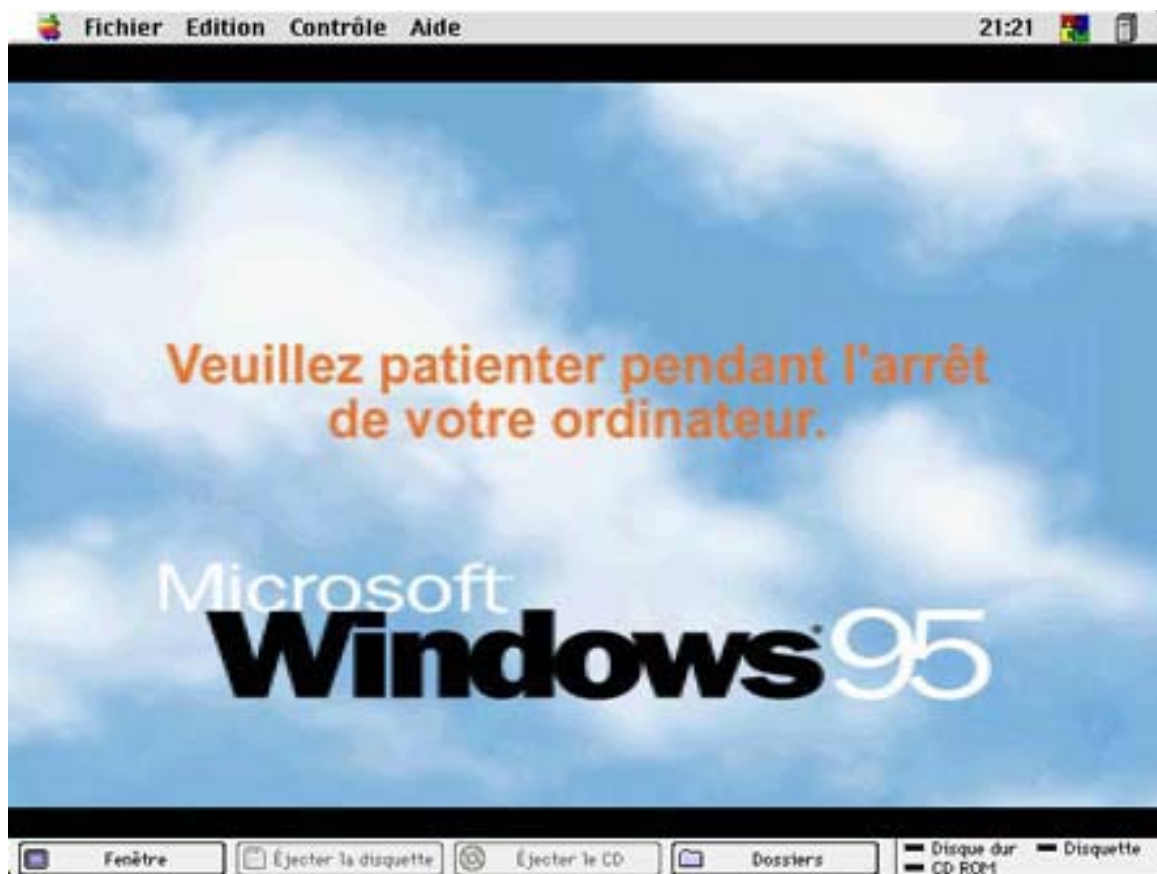 Fichier Edition Contrôle Aide 21:21
Veuillez patienter pendant l'arrêt
de votre ordinateur.
Microsoft
Windows 95
Fenêtre Éjecter la disquette Éjecter le CD Dossiers Disque dur Disquette
CD ROM